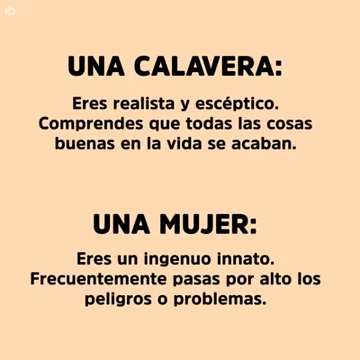 UNA CALAVERA:
Eres realista y escéptico.
Comprendes que todas las cosas
buenas en la vida se acaban.
UNA MUJER:
Eres un ingenuo innato.
Frecuentemente pasas por alto los
peligros o problemas.